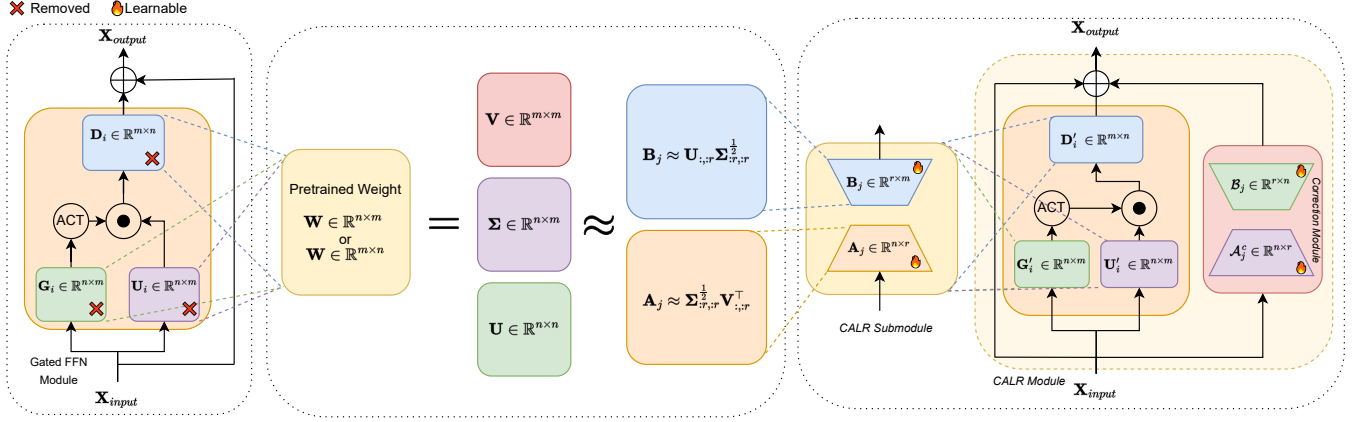 Removed
Learnable
X_output
D_i ∈ ℝ^{m×n}
ACT
G_i ∈ ℝ^{n×m}
U_i ∈ ℝ^{n×m}
Gated FFN
Module
X_input
Pretrained Weight
W ∈ ℝ^{n×m}
or
W ∈ ℝ^{m×n}
=
V ∈ ℝ^{m×m}
Σ ∈ ℝ^{n×m}
U ∈ ℝ^{n×n}
≈
B_j ≈ U_{:,:r}Σ^{1/2}_{:r,:r}
A_j ≈ Σ^{1/2}_{:r,:r}V^⊤_{:,:r}
B_j ∈ ℝ^{r×m}
A_j ∈ ℝ^{n×r}
CALR Submodule
X_output
D'_i ∈ ℝ^{m×n}
ACT
G'_i ∈ ℝ^{n×m}
U'_i ∈ ℝ^{n×m}
ℬ_j ∈ ℝ^{r×n}
𝒜^c_j ∈ ℝ^{n×r}
Correction Module
CALR Module
X_input